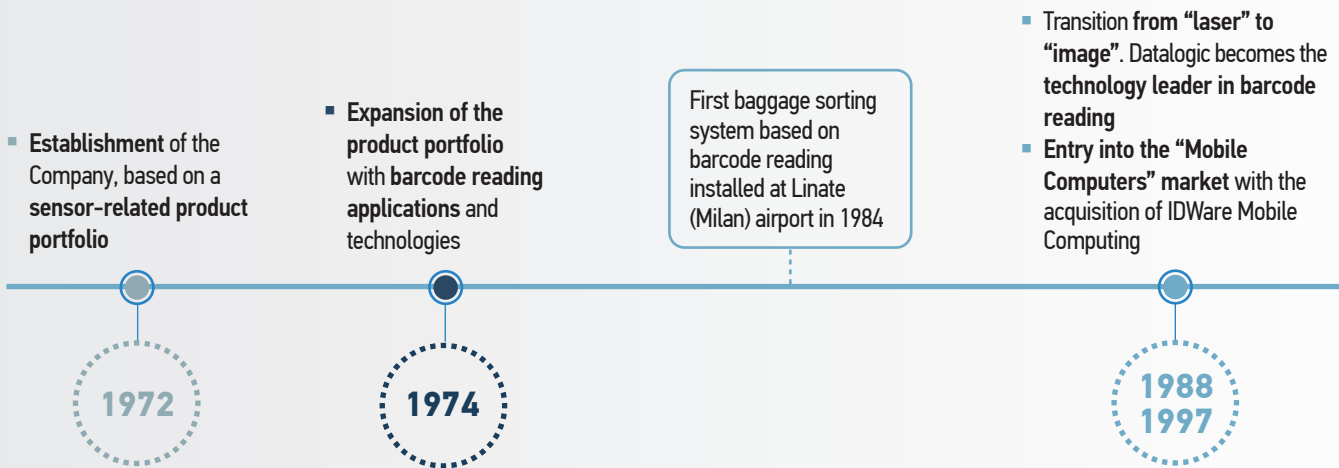 ▪ Establishment of the
Company, based on a
sensor-related product
portfolio
1972
▪ Expansion of the
product portfolio
with barcode reading
applications and
technologies
1974
First baggage sorting
system based on
barcode reading
installed at Linate
(Milan) airport in 1984
▪ Transition from “laser” to
“image”. Datalogic becomes the
technology leader in barcode
reading
▪ Entry into the “Mobile
Computers” market with the
acquisition of IDWare Mobile
Computing
1988
1997